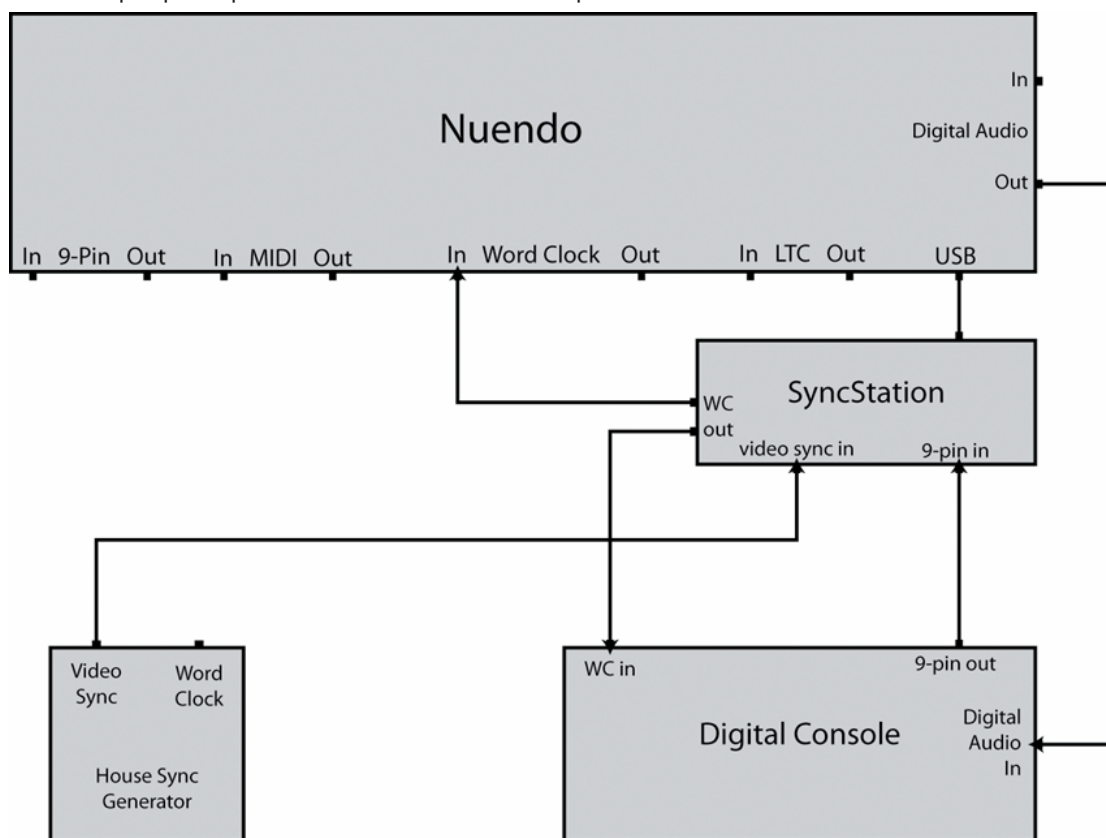 In
Nuendo
Digital Audio
Out
In 9-Pin Out In MIDI Out In Word Clock Out In LTC Out USB
SyncStation
WC
out
video sync in 9-pin in
Video
Sync
Word
Clock
House Sync
Generator
WC in 9-pin out
Digital Console
Digital
Audio
In